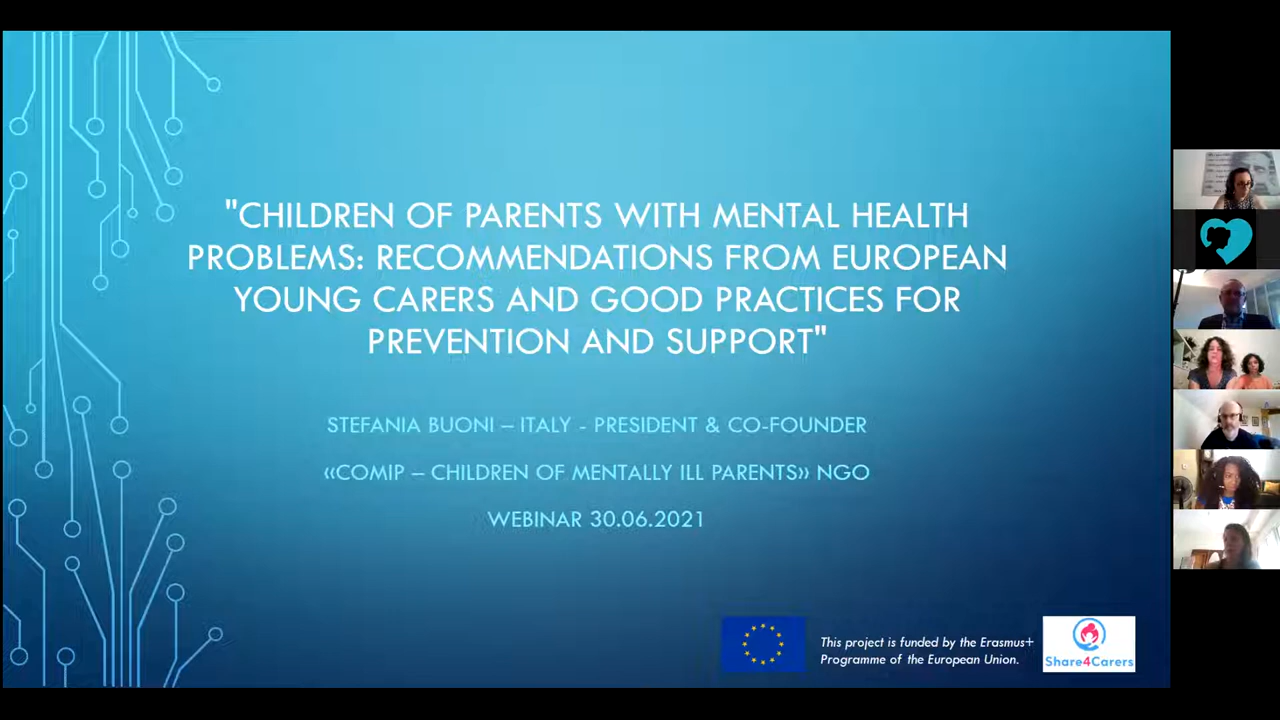 "CHILDREN OF PARENTS WITH MENTAL HEALTH
PROBLEMS: RECOMMENDATIONS FROM EUROPEAN
YOUNG CARERS AND GOOD PRACTICES FOR
PREVENTION AND SUPPORT"
STEFANIA BUONI – ITALY - PRESIDENT & CO-FOUNDER
«COMIP – CHILDREN OF MENTALLY ILL PARENTS» NGO
WEBINAR 30.06.2021
This project is funded by the Erasmus+
Programme of the European Union.
Share4Carers